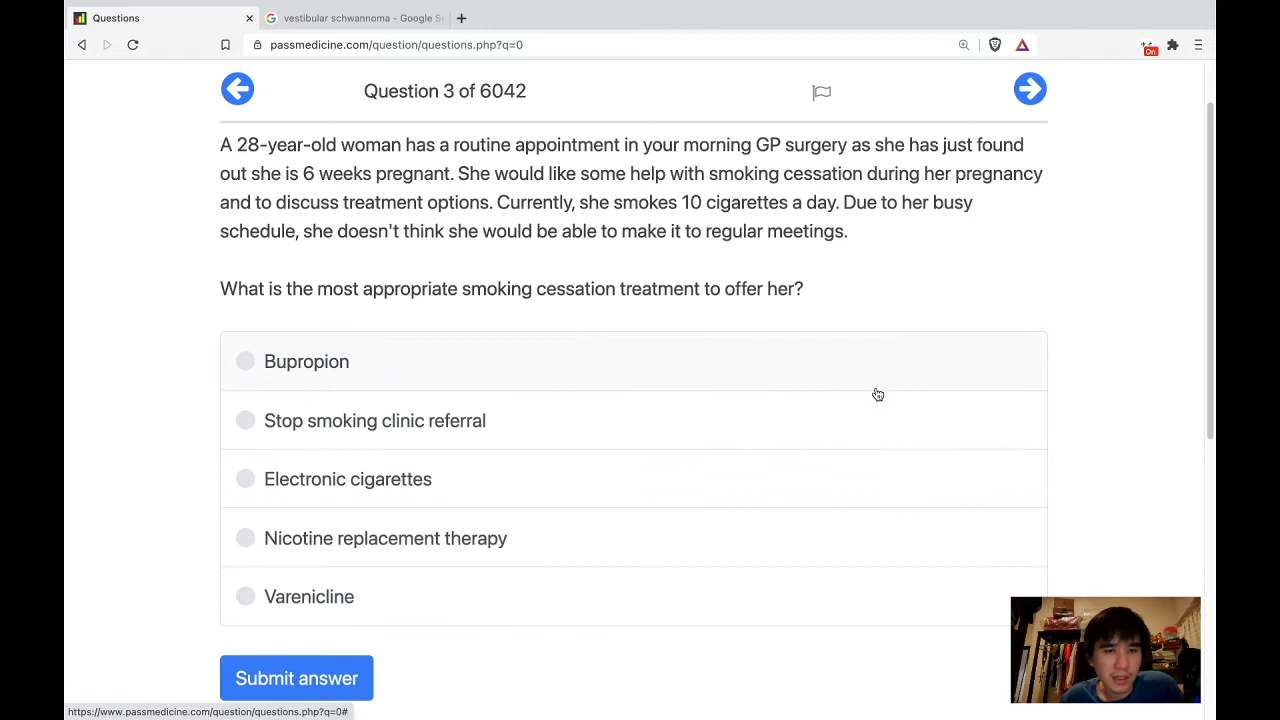 Questions
vestibular schwannoma - Google Se
passmedicine.com/question/questions.php?q=0
On
Question 3 of 6042
A 28-year-old woman has a routine appointment in your morning GP surgery as she has just found
out she is 6 weeks pregnant. She would like some help with smoking cessation during her pregnancy
and to discuss treatment options. Currently, she smokes 10 cigarettes a day. Due to her busy
schedule, she doesn't think she would be able to make it to regular meetings.
What is the most appropriate smoking cessation treatment to offer her?
Bupropion
Stop smoking clinic referral
Electronic cigarettes
Nicotine replacement therapy
Varenicline
Submit answer
https://www.passmedicine.com/question/questions.php?q=0#